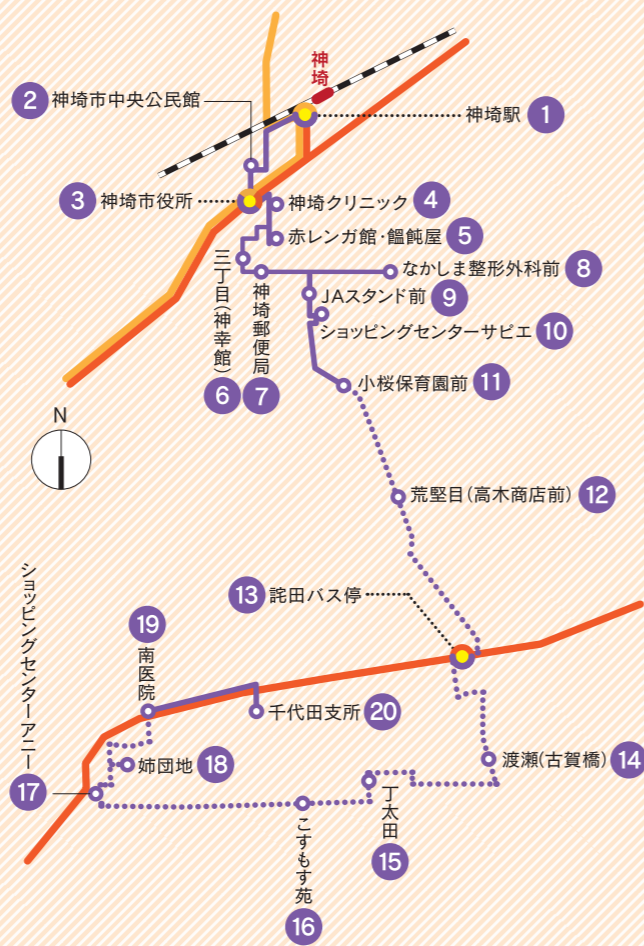 神埼
2 神埼市中央公民館
神埼駅 1
3 神埼市役所
神埼クリニック 4
赤レンガ館・饂飩屋 5
三丁目(神幸館) 6
神埼郵便局 7
なかしま整形外科前 8
JAスタンド前 9
ショッピングセンターサピエ 10
小桜保育園前 11
N
荒堅目(高木商店前) 12
13 詫田バス停
渡瀬(古賀橋) 14
丁太田 15
こすもす苑 16
ショッピングセンターアニー 17
姉団地 18
19 南医院
千代田支所 20